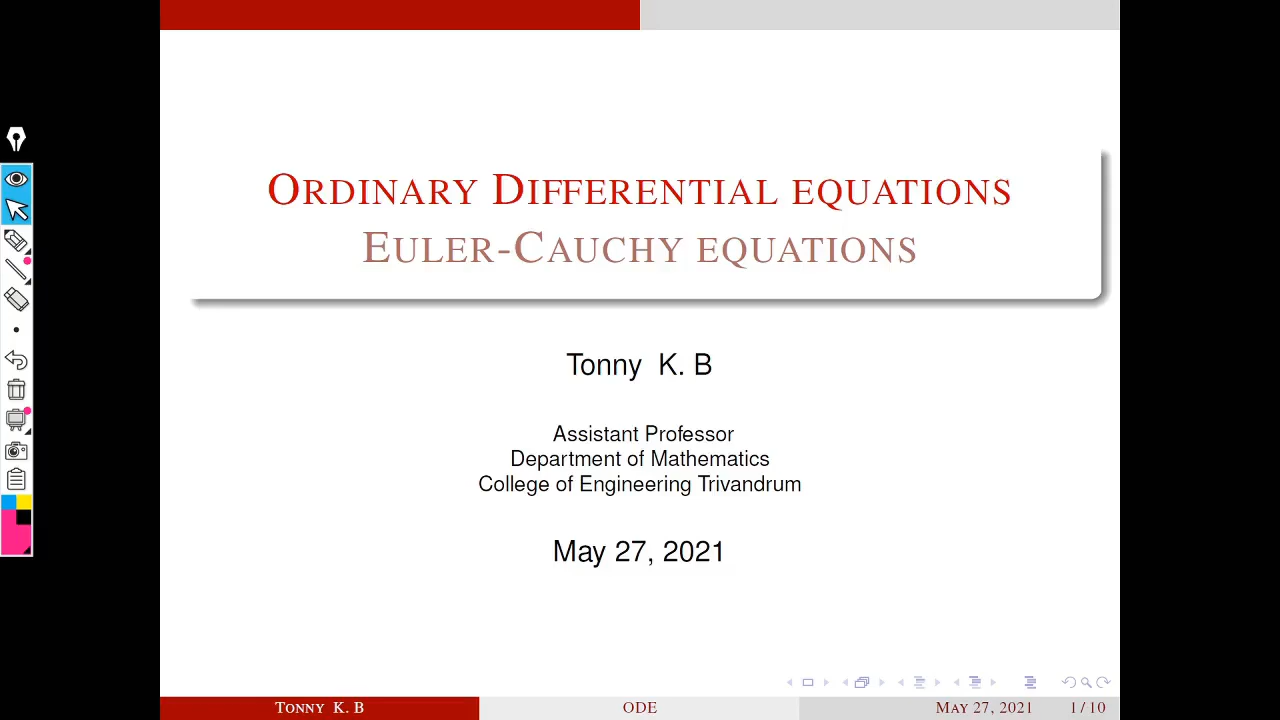 ORDINARY DIFFERENTIAL EQUATIONS
EULER-CAUCHY EQUATIONS
Tonny K. B
Assistant Professor
Department of Mathematics
College of Engineering Trivandrum
May 27, 2021
TONNY K. B ODE MAY 27, 2021 1 / 10